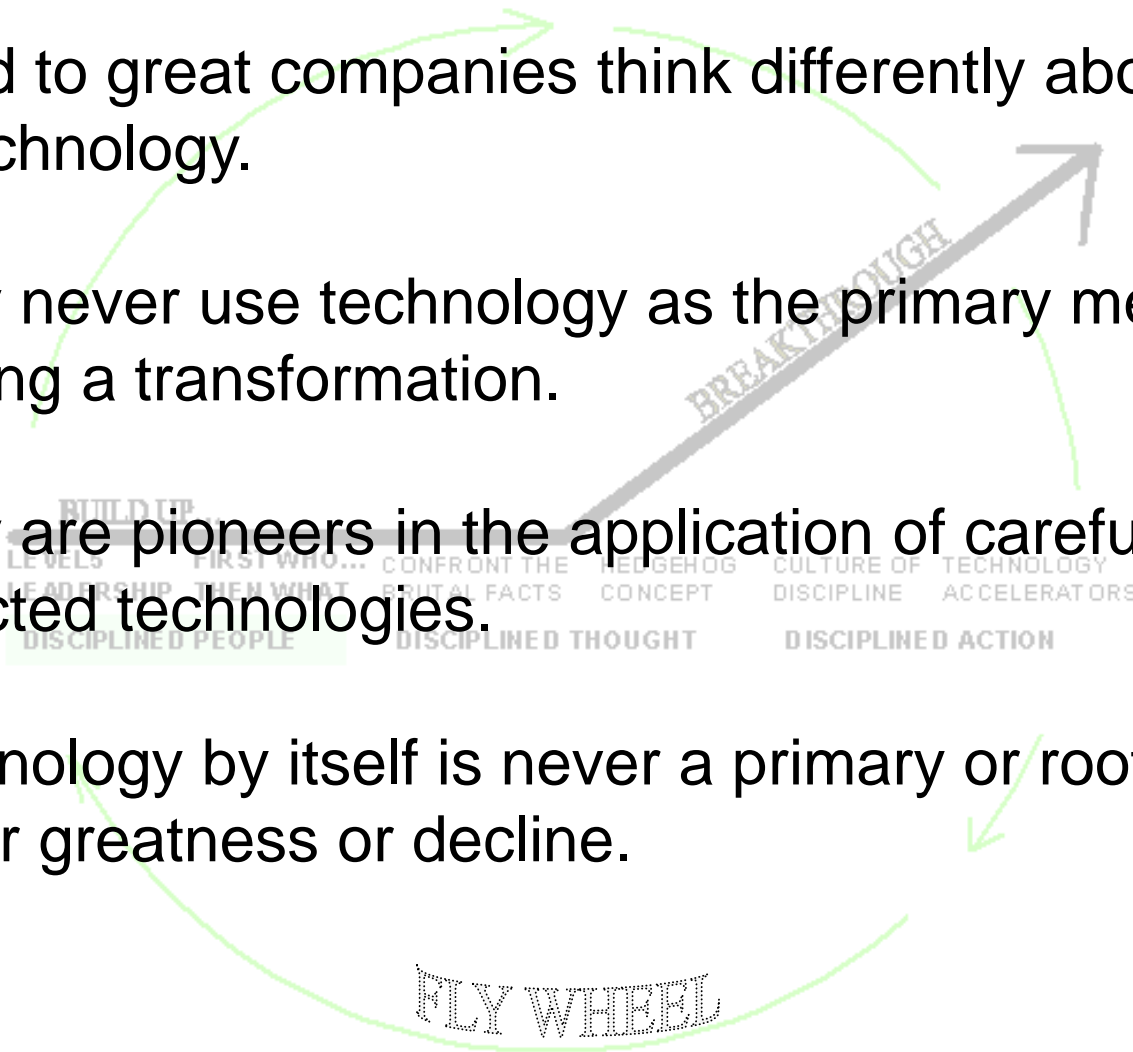 d to great companies think differently abo
chnology.
never use technology as the primary me
ng a transformation.
BREAKTHROUGH
BUILD UP...
are pioneers in the application of carefu
LEVEL5 FIRST WHO... CONFRONT THE HEDGEHOG CULTURE OF TECHNOLOGY
LEADERSHIP THEN WHAT BRUTAL FACTS CONCEPT DISCIPLINE ACCELERATORS
cted technologies.
DISCIPLINED PEOPLE DISCIPLINED THOUGHT DISCIPLINED ACTION
nology by itself is never a primary or root
r greatness or decline.
FLY WHEEL